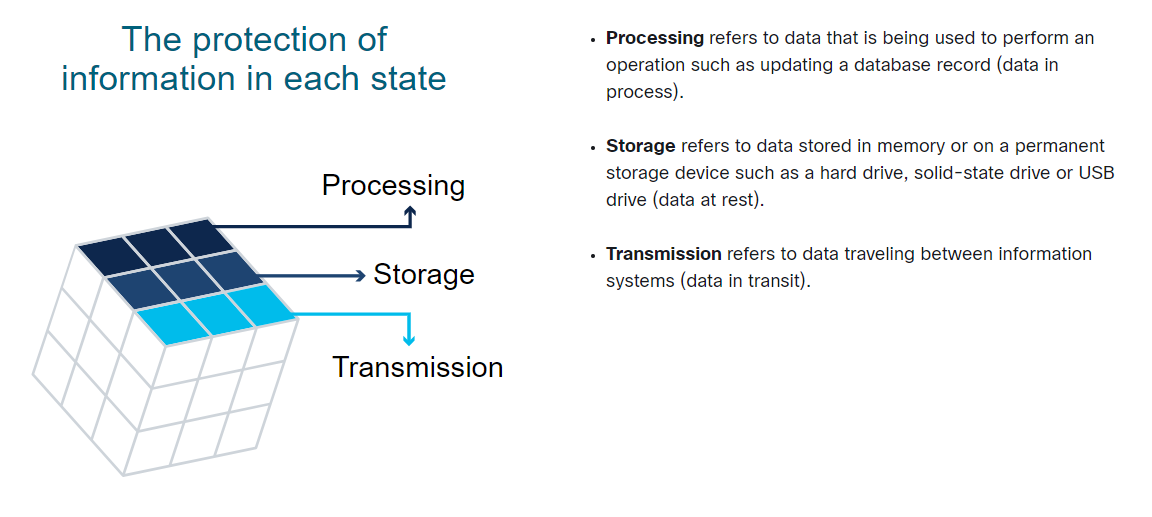 The protection of
information in each state
Processing
Storage
Transmission
• Processing refers to data that is being used to perform an
operation such as updating a database record (data in
process).
• Storage refers to data stored in memory or on a permanent
storage device such as a hard drive, solid-state drive or USB
drive (data at rest).
• Transmission refers to data traveling between information
systems (data in transit).